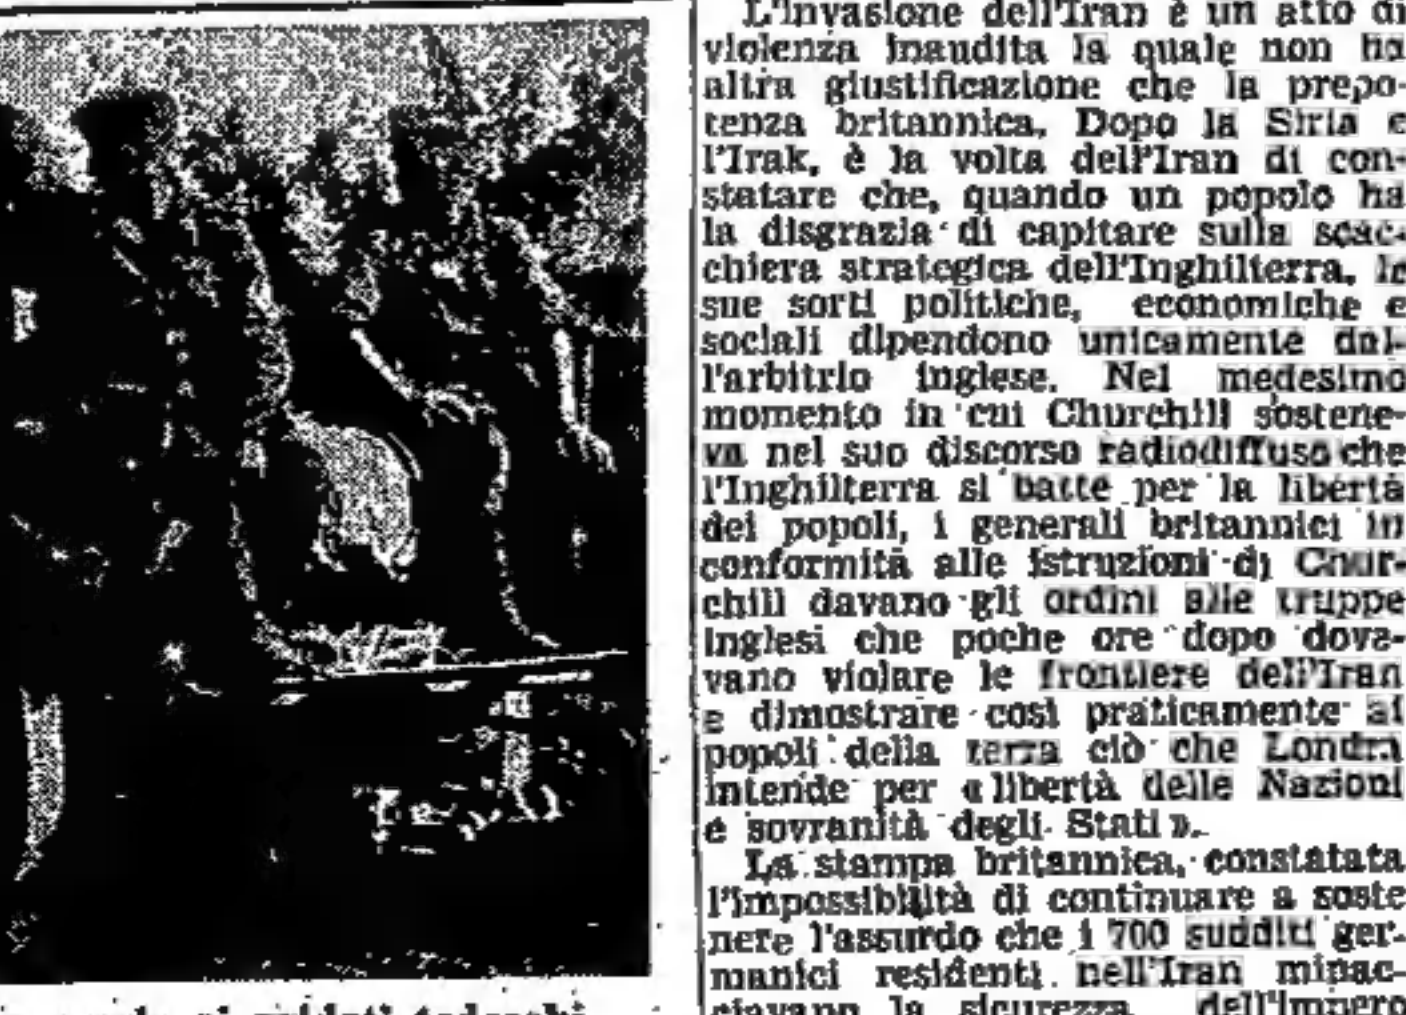 L'invasione dell'Iran è un atto di
violenza inaudita la quale non ha
altra giustificazione che la prepo-
tenza britannica. Dopo la Siria e
l'Irak, è la volta dell'Iran di con-
statare che, quando un popolo ha
la disgrazia di capitare sulla scac-
chiera strategica dell'Inghilterra, le
sue sorti politiche, economiche e
sociali dipendono unicamente dal-
l'arbitrio inglese. Nel medesimo
momento in cui Churchill sostene-
va nel suo discorso radiodiffuso che
l'Inghilterra si batte per la libertà
dei popoli, i generali britannici in
conformità alle istruzioni di Chur-
chill davano gli ordini alle truppe
inglesi che poche ore dopo dove-
vano violare le frontiere dell'Iran
e dimostrare così praticamente ai
popoli della terra ciò che Londra
intende per « libertà delle Nazioni
e sovranità degli Stati ».
La stampa britannica, constatata
l'impossibilità di continuare a soste
nere l'assurdo che i 700 sudditi ger-
manici residenti nell'Iran minac-
ciavano la sicurezza dell'Impero
soldati tedeschi